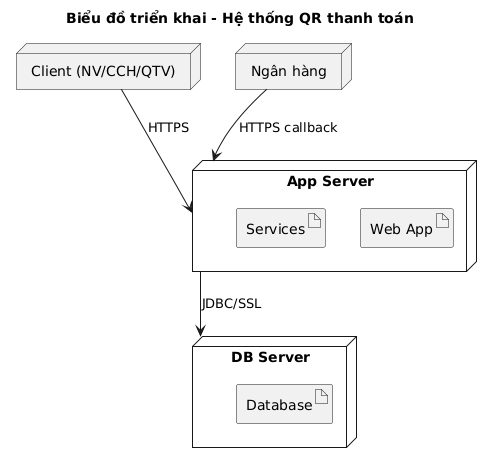 Biểu đồ triển khai - Hệ thống QR thanh toán
Client (NV/CCH/QTV)
Ngân hàng
HTTPS
HTTPS callback
App Server
Services
Web App
JDBC/SSL
DB Server
Database